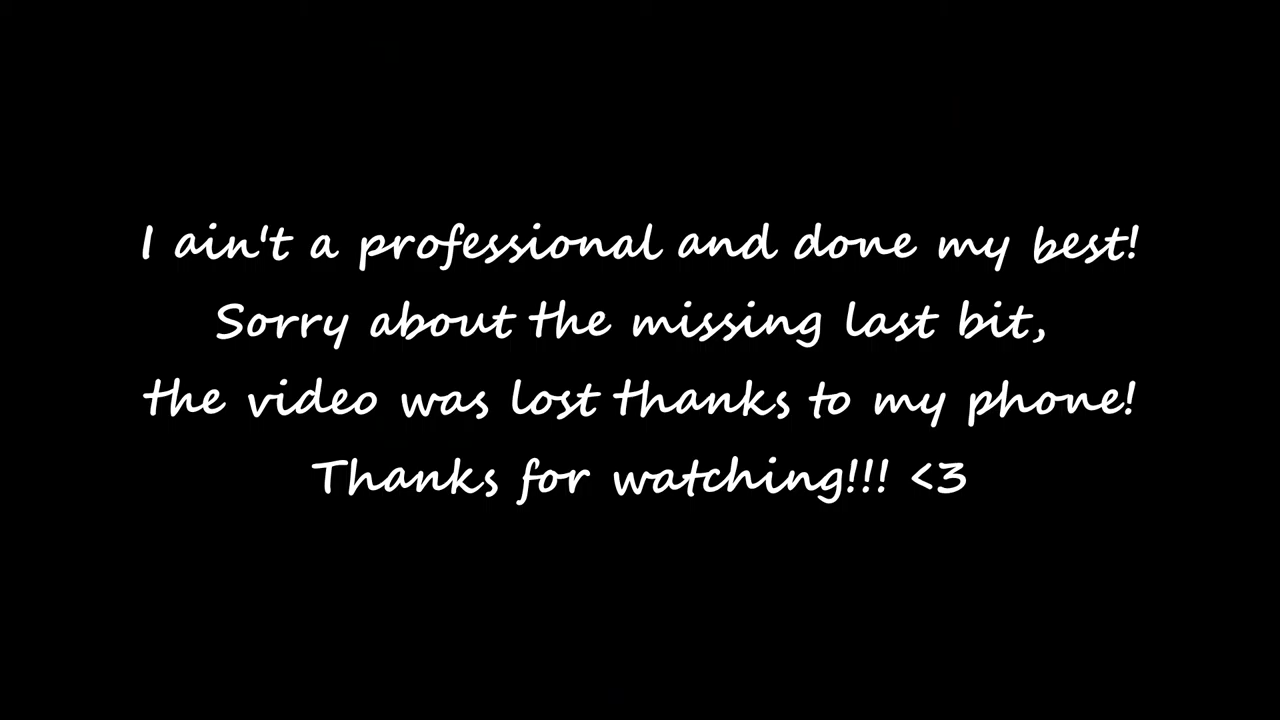 I ain't a professional and done my best!
Sorry about the missing last bit,
the video was lost thanks to my phone!
Thanks for watching!!! <3